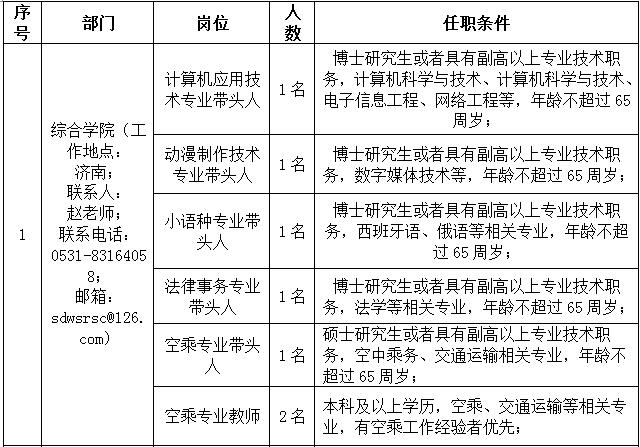 序号 部门 岗位 人数 任职条件
1
综合学院（工
作地点：
济南；
联系人：
赵老师；
联系电话：
0531-8316405
8；
邮箱：
sdwsrsc@126.
com)
计算机应用技
术专业带头人
1名
博士研究生或者具有副高以上专业技术职
务，计算机科学与技术、计算机科学与技术、
电子信息工程、网络工程等，年龄不超过65
周岁；
动漫制作技术
专业带头人
1名
博士研究生或者具有副高以上专业技术职
务，数字媒体技术等，年龄不超过65周岁；
小语种专业带
头人
1名
博士研究生或者具有副高以上专业技术职
务，西班牙语、俄语等相关专业，年龄不超
过65周岁；
法律事务专业
带头人
1名
博士研究生或者具有副高以上专业技术职
务，法学等相关专业，年龄不超过65周岁；
空乘专业带头
人
1名
硕士研究生或者具有副高以上专业技术职
务，空中乘务、交通运输相关专业，年龄不
超过65周岁；
空乘专业教师
2名
本科及以上学历，空乘、交通运输等相关专
业，有空乘工作经验者优先；